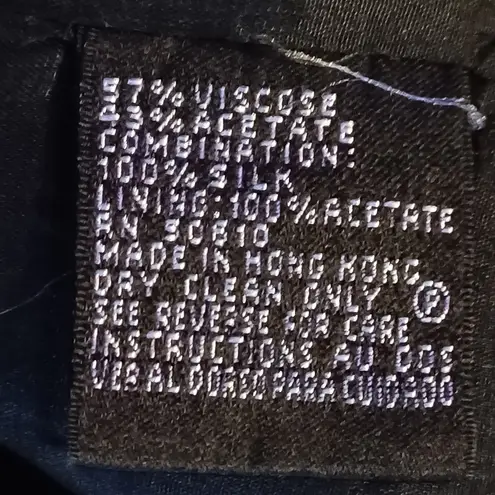 57% VISCOSE
43% ACETATE
COMBINATION:
100% SILK
LINING: 100% ACETATE
RN
MADE IN HONG KONG
DRY CLEAN ONLY Ⓟ
SEE REVERSE FOR CARE
INSTRUCTIONS AU DOS
VER AL DORSO PARA CUIDADO